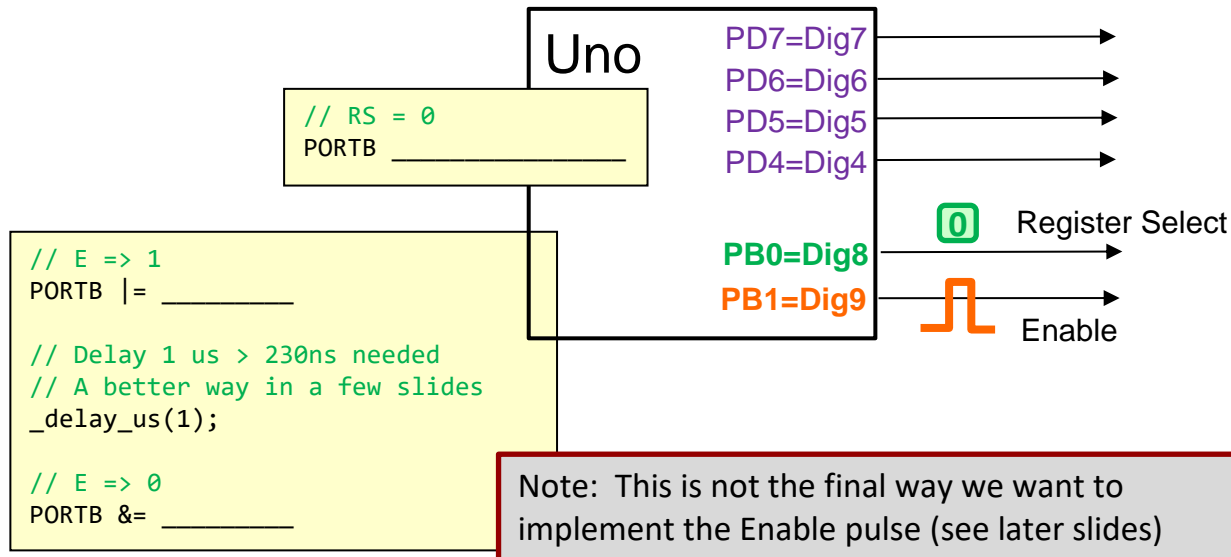 Uno
PD7=Dig7
PD6=Dig6
PD5=Dig5
PD4=Dig4
PB0=Dig8
PB1=Dig9
0
Register Select
Enable
// RS = 0
PORTB ________________
// E => 1
PORTB |= _________
// Delay 1 us > 230ns needed
// A better way in a few slides
_delay_us(1);
// E => 0
PORTB &= _________
Note: This is not the final way we want to
implement the Enable pulse (see later slides)